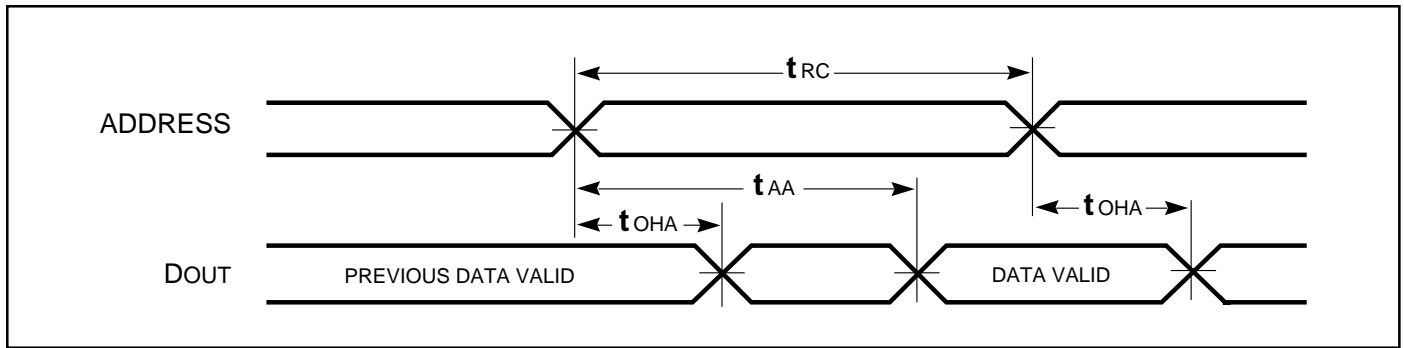 tRC
ADDRESS
tAA
tOHA
tOHA
DOUT
PREVIOUS DATA VALID
DATA VALID